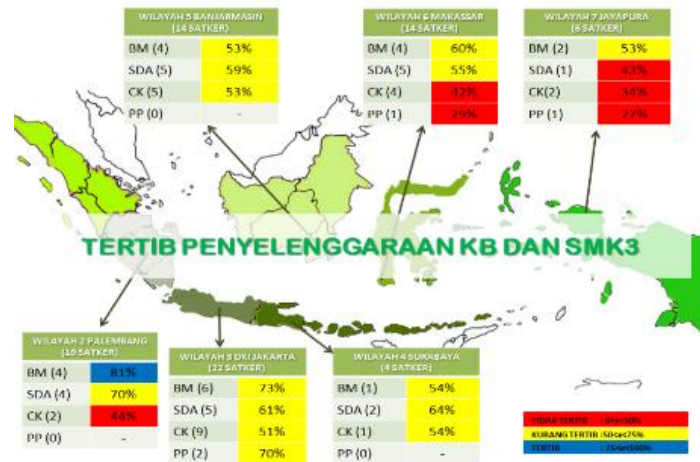 WILAYAH 5 BANJARMASIN
(14 SATKER)
BM (4) 53%
SDA (5) 59%
CK (5) 53%
PP (0) -
WILAYAH 6 MAKASSAR
(14 SATKER)
BM (4) 60%
SDA (5) 55%
CK (4) 42%
PP (1) 29%
WILAYAH 7 JAYAPURA
(6 SATKER)
BM (2) 53%
SDA (1) 43%
CK(2) 34%
PP (1) 27%
TERTIB PENYELENGGARAAN KB DAN SMK3
WILAYAH 2 PALEMBANG
(10 SATKER)
BM (4) 81%
SDA (4) 70%
CK (2) 44%
PP (0) -
WILAYAH 3 DKI JAKARTA
(22 SATKER)
BM (6) 73%
SDA (5) 61%
CK (9) 51%
PP (2) 70%
WILAYAH 4 SURABAYA
(4 SATKER)
BM (1) 54%
SDA (2) 64%
CK (1) 54%
PP (0) -
TIDAK TERTIB
KURANG TERTIB :50<e<75%
TERTIB : 75<e<100%